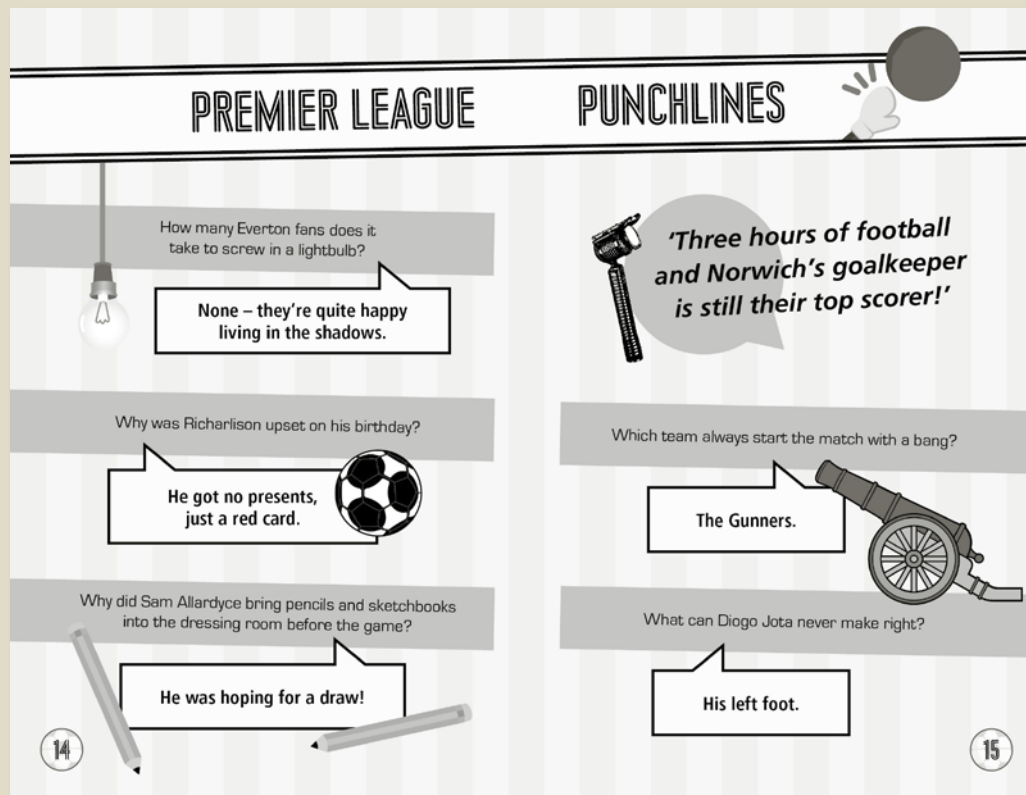 PREMIER LEAGUE PUNCHLINES
How many Everton fans does it
take to screw in a lightbulb?
None – they're quite happy
living in the shadows.
Why was Richarlison upset on his birthday?
He got no presents,
just a red card.
Why did Sam Allardyce bring pencils and sketchbooks
into the dressing room before the game?
He was hoping for a draw!
14
'Three hours of football
and Norwich's goalkeeper
is still their top scorer!'
Which team always start the match with a bang?
The Gunners.
What can Diogo Jota never make right?
His left foot.
15